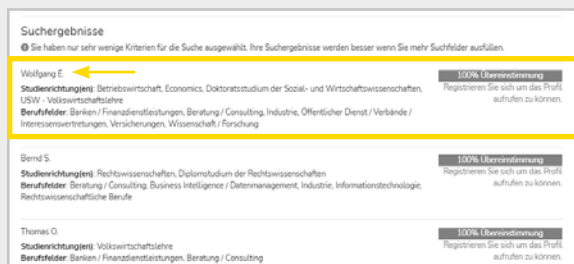 Suchergebnisse
Sie haben nur sehr wenige Kriterien für die Suche ausgewählt. Ihre Suchergebnisse werden besser wenn Sie mehr Suchfelder ausfüllen.
Wolfgang E.
100% Übereinstimmung
Registrieren Sie sich um das Profil
aufrufen zu können.
Studienrichtung(en): Betriebswirtschaft, Economics, Doktoratsstudium der Sozial- und Wirtschaftswissenschaften,
USW - Volkswirtschaftslehre
Berufsfelder: Banken / Finanzdienstleistungen, Beratung / Consulting, Industrie, Öffentlicher Dienst / Verbände /
Interessensvertretungen, Versicherungen, Wissenschaft / Forschung
Bernd S.
100% Übereinstimmung
Registrieren Sie sich um das Profil
aufrufen zu können.
Studienrichtung(en): Rechtswissenschaften, Diplomstudium der Rechtswissenschaften
Berufsfelder: Beratung / Consulting, Business Intelligence / Datenmanagement, Industrie, Informationstechnologie,
Rechtswissenschaftliche Berufe
Thomas O.
100% Übereinstimmung
Registrieren Sie sich um das Profil
aufrufen zu können.
Studienrichtung(en): Volkswirtschaftslehre
Berufsfelder: Banken / Finanzdienstleistungen, Beratung / Consulting